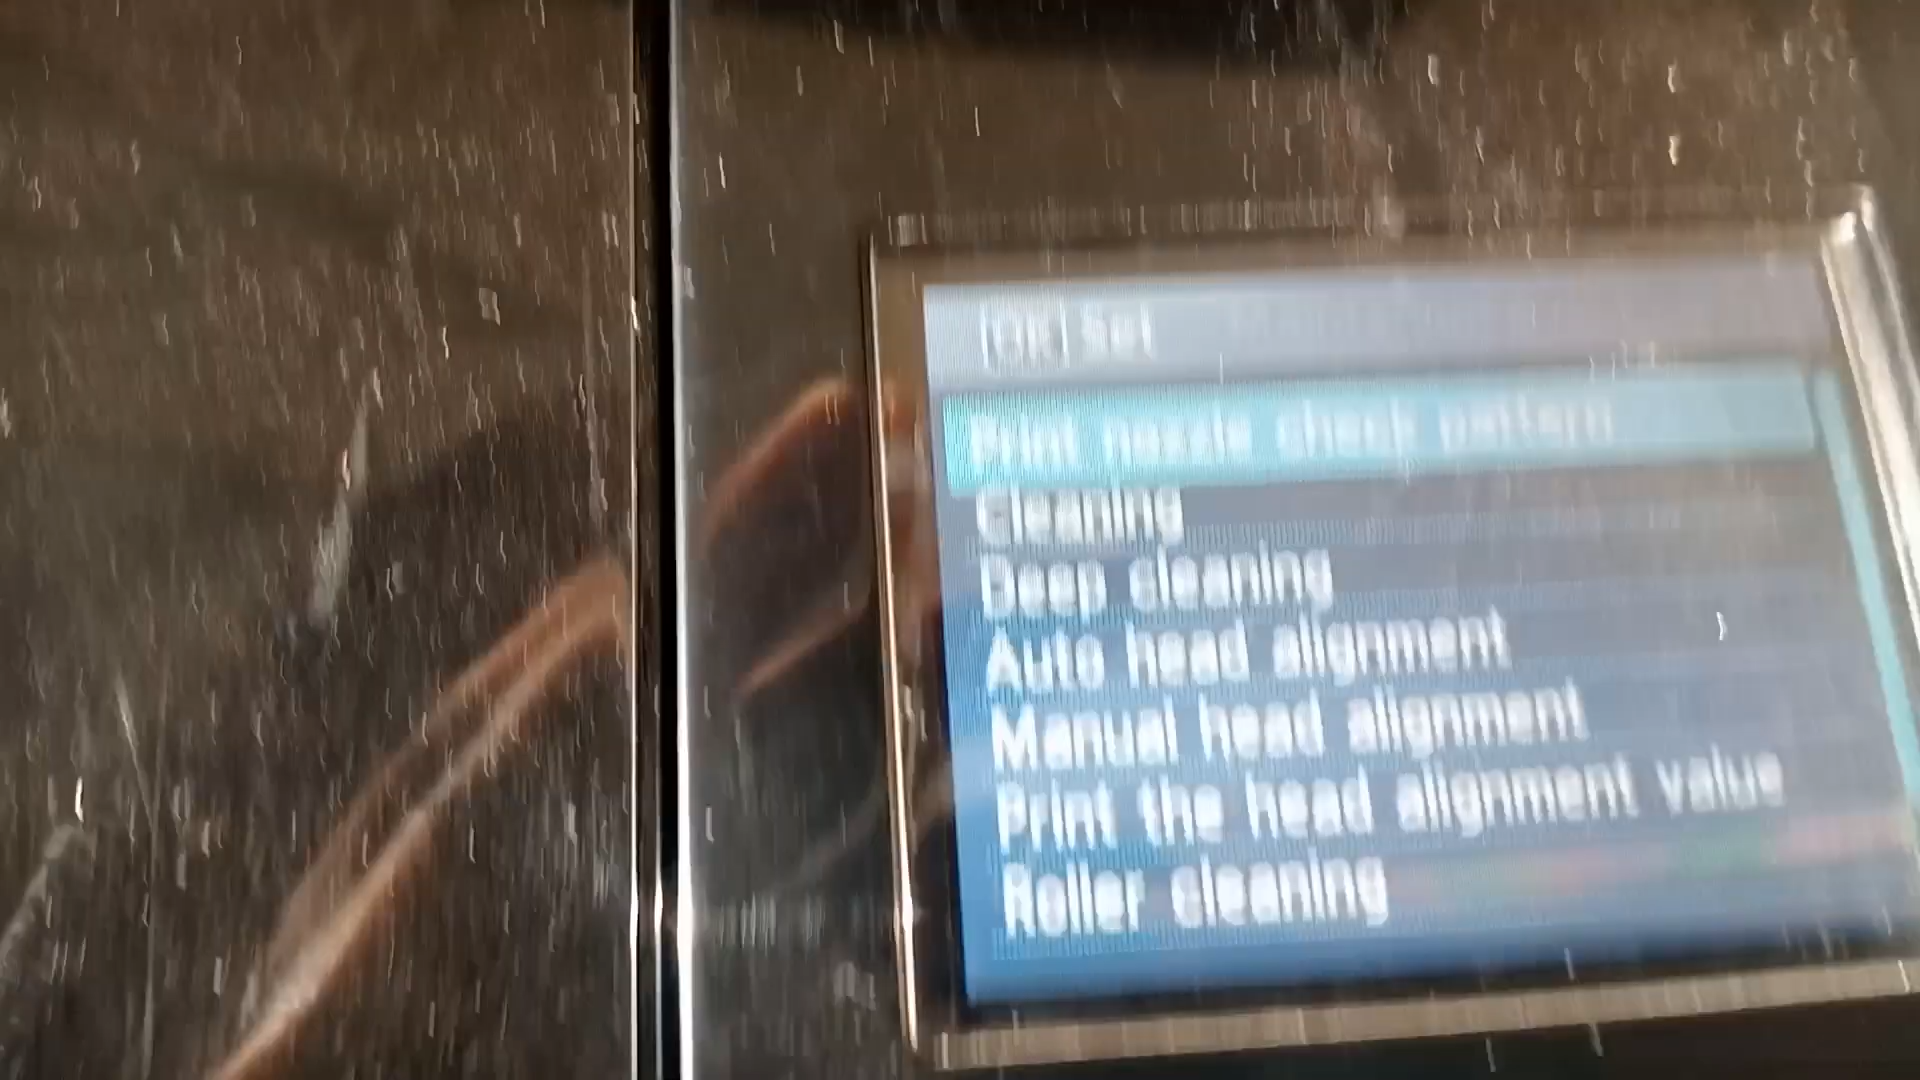 [OK] Set
Print nozzle check pattern
Cleaning
Deep cleaning
Auto head alignment
Manual head alignment
Print the head alignment value
Roller cleaning